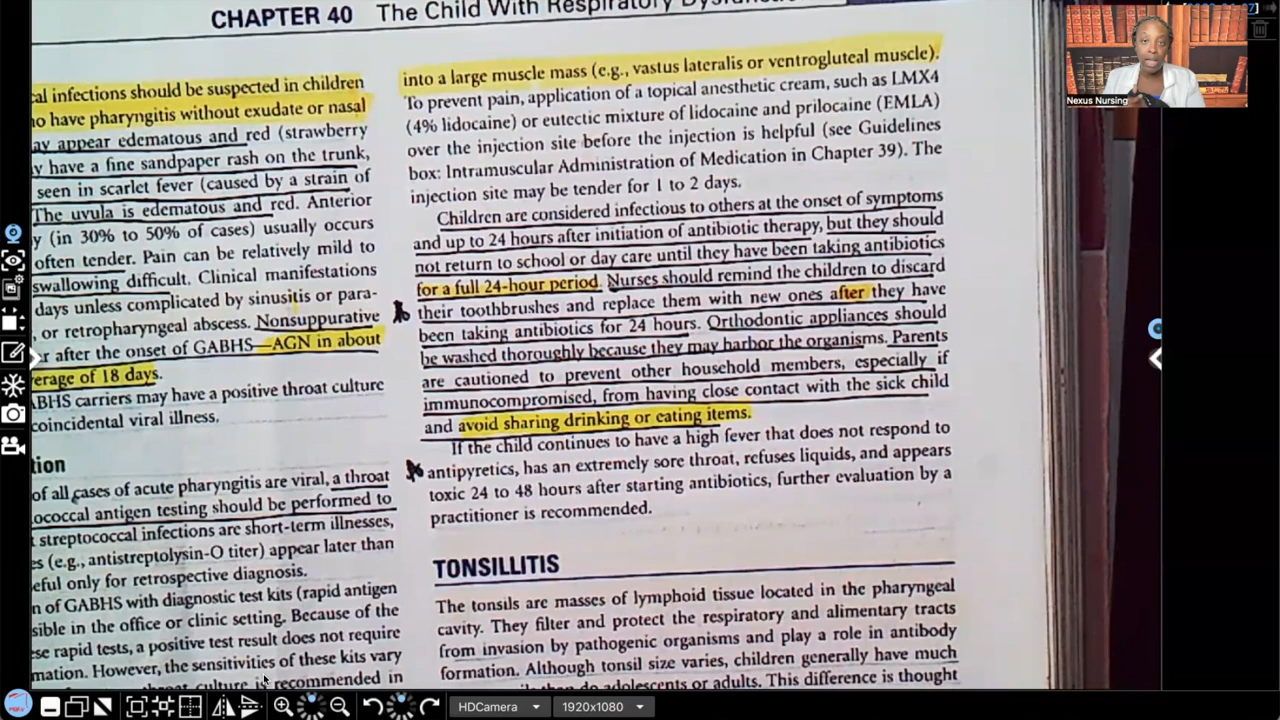 CHAPTER 40 The Child With Respiratory
al infections should be suspected in children
o have pharyngitis without exudate or nasal
ay appear edematous and red (strawberry
y have a fine sandpaper rash on the trunk,
seen in scarlet fever (caused by a strain of
The uvula is edematous and red. Anterior
y (in 30% to 50% of cases) usually occurs
often tender. Pain can be relatively mild to
swallowing difficult. Clinical manifestations
days unless complicated by sinusitis or para-
or retropharyngeal abscess. Nonsuppurative
r after the onset of GABHS—AGN in about
verage of 18 days.
ABHS carriers may have a positive throat culture
coincidental viral illness.
tion
of all cases of acute pharyngitis are viral, a throat
ococcal antigen testing should be performed to
t streptococcal infections are short-term illnesses,
es (e.g., antistreptolysin-O titer) appear later than
eful only for retrospective diagnosis.
n of GABHS with diagnostic test kits (rapid antigen
sible in the office or clinic setting. Because of the
se rapid tests, a positive test result does not require
mation. However, the sensitivities of these kits vary
throat culture is recommended in
into a large muscle mass (e.g., vastus lateralis or ventrogluteal muscle).
To prevent pain, application of a topical anesthetic cream, such as LMX4
(4% lidocaine) or eutectic mixture of lidocaine and prilocaine (EMLA)
over the injection site before the injection is helpful (see Guidelines
box: Intramuscular Administration of Medication in Chapter 39). The
injection site may be tender for 1 to 2 days.
Children are considered infectious to others at the onset of symptoms
and up to 24 hours after initiation of antibiotic therapy, but they should
not return to school or day care until they have been taking antibiotics
for a full 24-hour period. Nurses should remind the children to discard
their toothbrushes and replace them with new ones after they have
been taking antibiotics for 24 hours. Orthodontic appliances should
be washed thoroughly because they may harbor the organisms. Parents
are cautioned to prevent other household members, especially if
immunocompromised, from having close contact with the sick child
and avoid sharing drinking or eating items.
If the child continues to have a high fever that does not respond to
antipyretics, has an extremely sore throat, refuses liquids, and appears
toxic 24 to 48 hours after starting antibiotics, further evaluation by a
practitioner is recommended.
TONSILLITIS
The tonsils are masses of lymphoid tissue located in the pharyngeal
cavity. They filter and protect the respiratory and alimentary tracts
from invasion by pathogenic organisms and play a role in antibody
formation. Although tonsil size varies, children generally have much
than do adolescents or adults. This difference is thought
Nexus Nursing
HDCamera
1920x1080